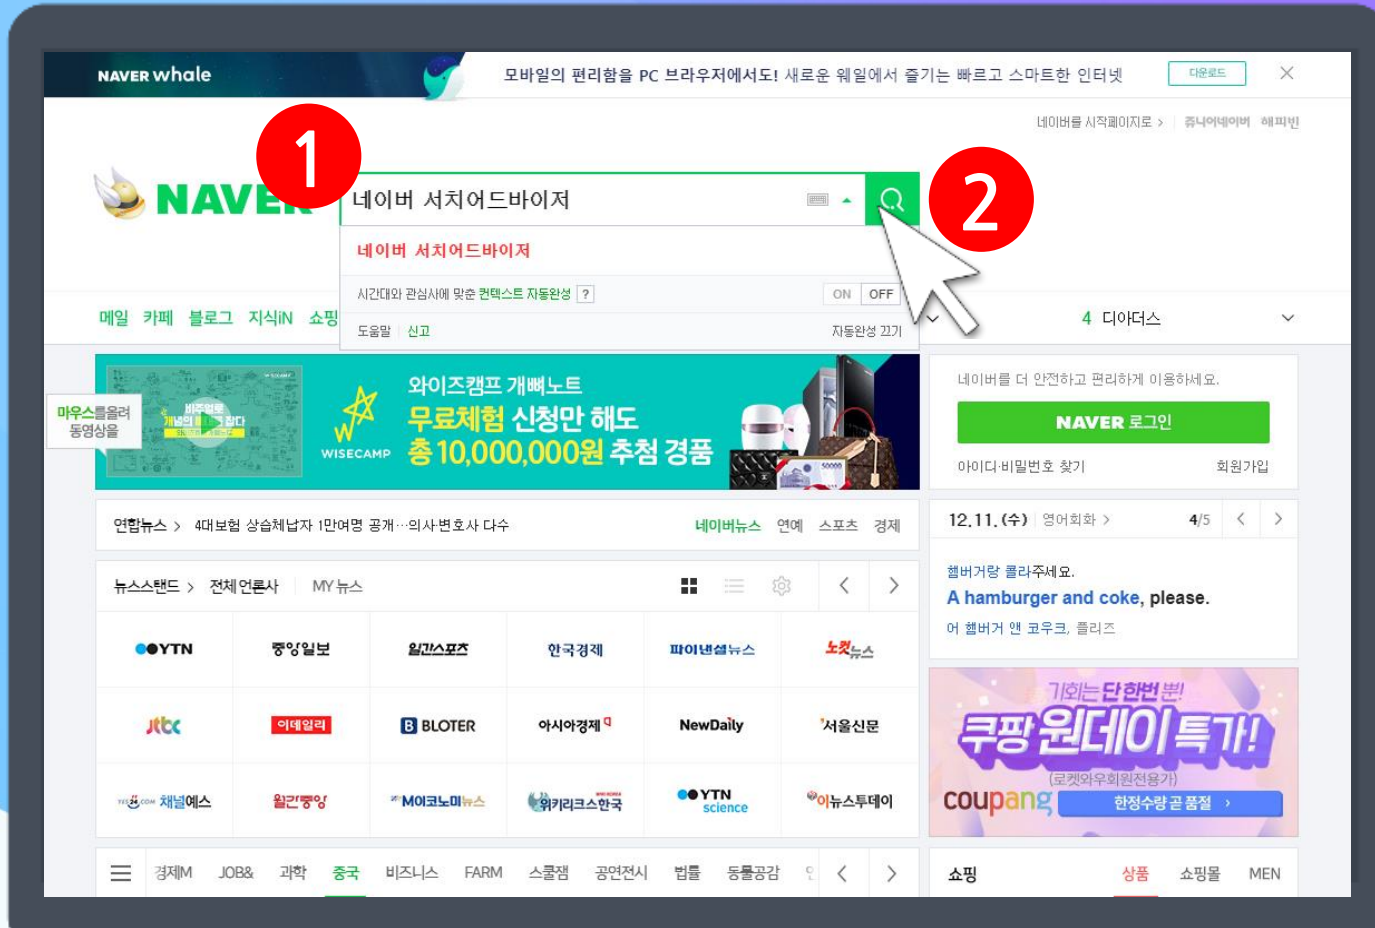 NAVER whale
모바일의 편리함을 PC 브라우저에서도! 새로운 웨일에서 즐기는 빠르고 스마트한 인터넷
다운로드
네이버를 시작페이지로 >
쥬니어네이버 해피빈
1
2
NAVER
네이버 서치어드바이저
네이버 서치어드바이저
시간대와 관심사에 맞춘 컨텍스트 자동완성 ?
ON OFF
도움말 신고
자동완성 끄기
메일 카페 블로그 지식iN 쇼핑
4 디아더스
마우스를올려
동영상을
WISECAMP
와이즈캠프 개뼈노트
무료체험 신청만 해도
총 10,000,000원 추첨 경품
네이버를 더 안전하고 편리하게 이용하세요.
NAVER 로그인
아이디·비밀번호 찾기 회원가입
연합뉴스 > 4대보험 상습체납자 1만여명 공개…의사·변호사 다수
네이버뉴스 연예 스포츠 경제
12.11.(수) 영어회화 > 4/5 < >
햄버거랑 콜라주세요.
A hamburger and coke, please.
어 햄버거 앤 코우크, 플리즈
뉴스스탠드 > 전체언론사 MY뉴스
YTN 중앙일보 일간스포츠 한국경제 파이낸셜뉴스 노컷뉴스
jtbc 이데일리 BLOTER 아시아경제 NewDaily 서울신문
YES24.COM 채널예스 월간중앙 MoI코노미뉴스 위키리크스한국 YTN science 이뉴스투데이
기회는 단 한번 뿐!
쿠팡 원데이 특가!
(로켓와우회원전용가)
coupang 한정수량 곧 품절 >
경제M JOB& 과학 중국 비즈니스 FARM 스쿨잼 공연전시 법률 동물공감
쇼핑 상품 쇼핑몰 MEN